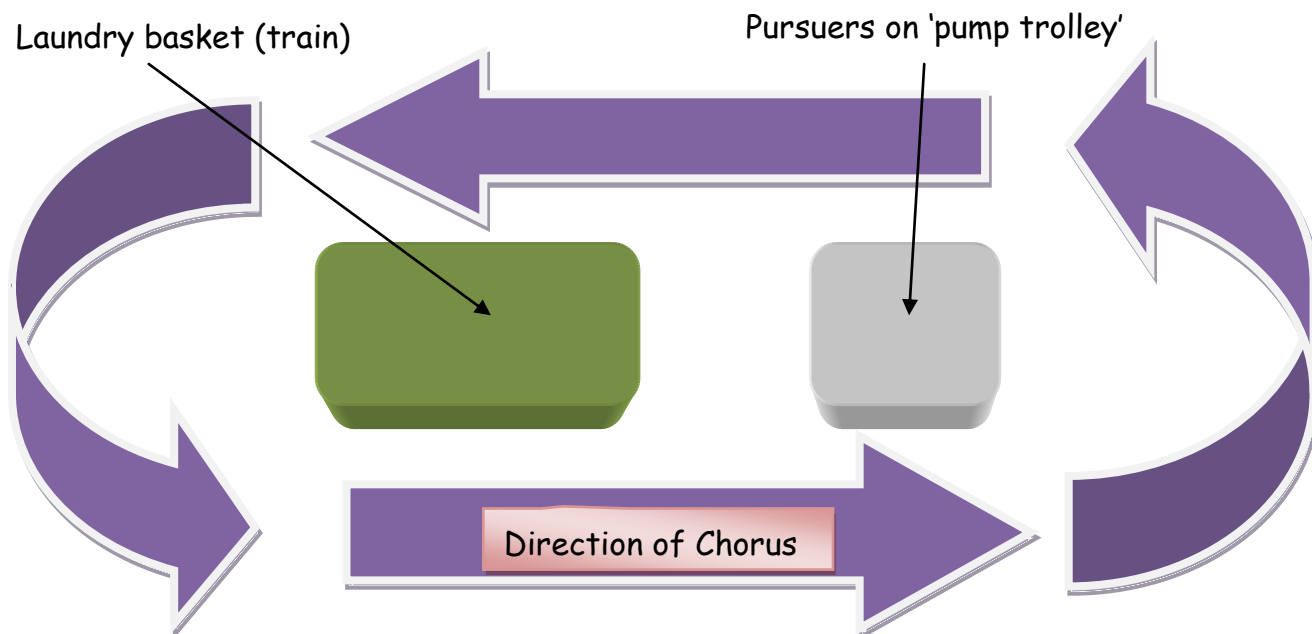 Laundry basket (train)
Pursuers on ‘pump trolley’
Direction of Chorus